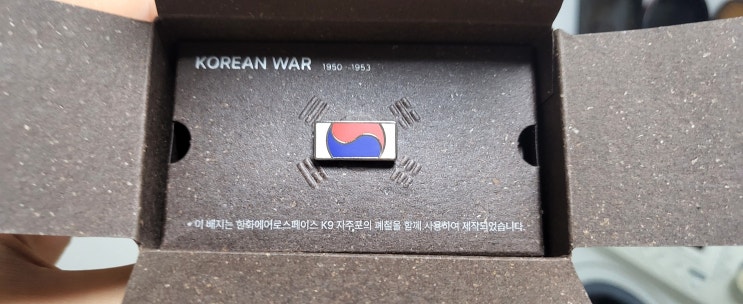 KOREAN WAR 1950-1953
* 이 배지는 한화에어로스페이스 K9 자주포의 폐철을 함께 사용하여 제작되었습니다.